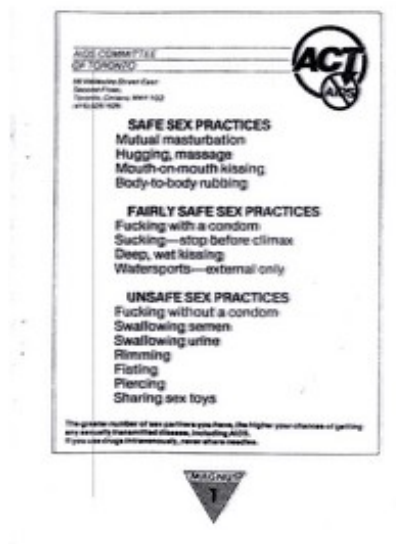 AIDS COMMITTEE
OF TORONTO
ACT
AIDS
Second Floor,
SAFE SEX PRACTICES
Mutual masturbation
Hugging, massage
Mouth-on-mouth kissing
Body-to-body rubbing
FAIRLY SAFE SEX PRACTICES
Fucking with a condom
Sucking—stop before climax
Deep, wet kissing
Watersports—external only
UNSAFE SEX PRACTICES
Fucking without a condom
Swallowing semen
Swallowing urine
Rimming
Fisting
Piercing
Sharing sex toys
The greater number of sex partners you have, the higher your chances of getting
any sexually transmitted disease, including AIDS.
If you use drugs intravenously, never share needles.
MAGNUS